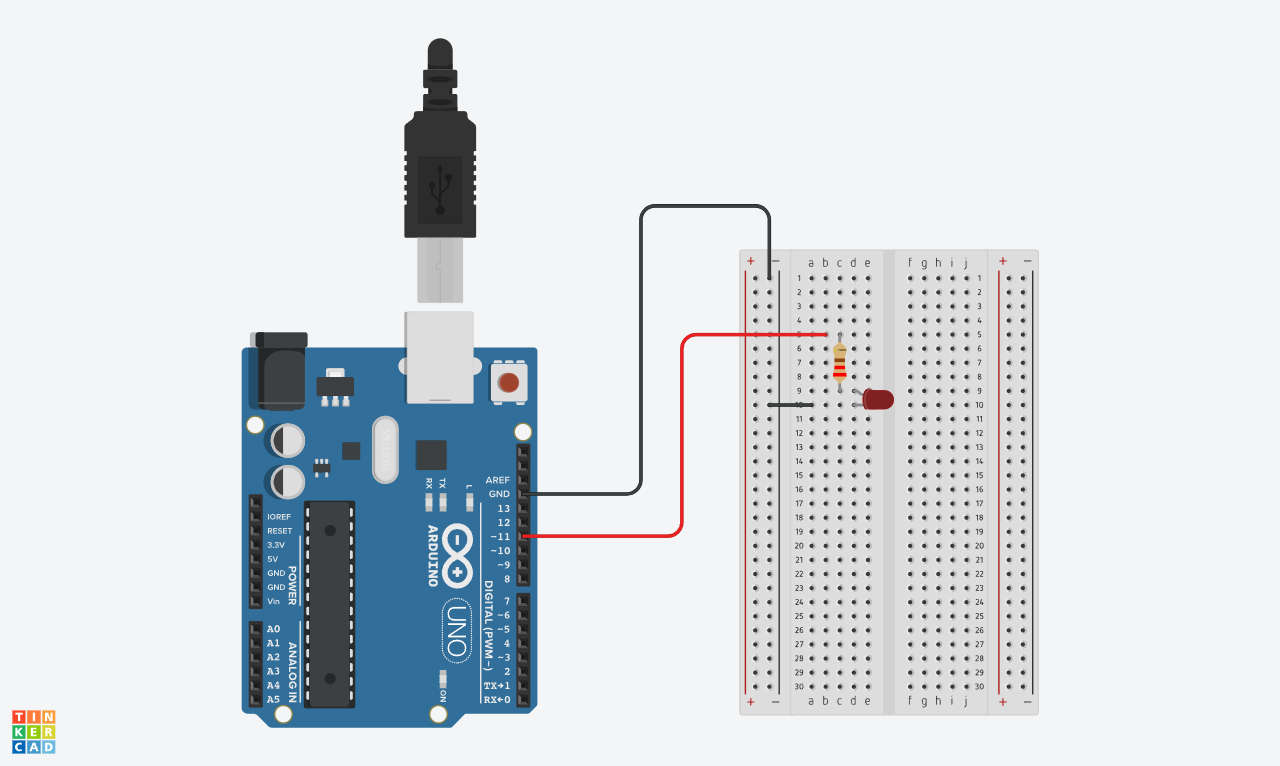 + − a b c d e f g h i j + −
1 1
2 2
3 3
4 4
5 5
6 6
7 7
8 8
9 9
10 10
11 11
12 12
13 13
14 14
15 15
16 16
17 17
18 18
19 19
20 20
21 21
22 22
23 23
24 24
25 25
26 26
27 27
28 28
29 29
30 30
+ − a b c d e f g h i j + −
RX TX L
AREF
GND
13
12
~11
~10
~9
8
7
~6
~5
4
~3
2
TX→1
RX←0
DIGITAL (PWM~)
ARDUINO
UNO
ON
IOREF
RESET
3.3V
5V
GND
GND
Vin
POWER
A0
A1
A2
A3
A4
A5
ANALOG IN
TIN
KER
CAD